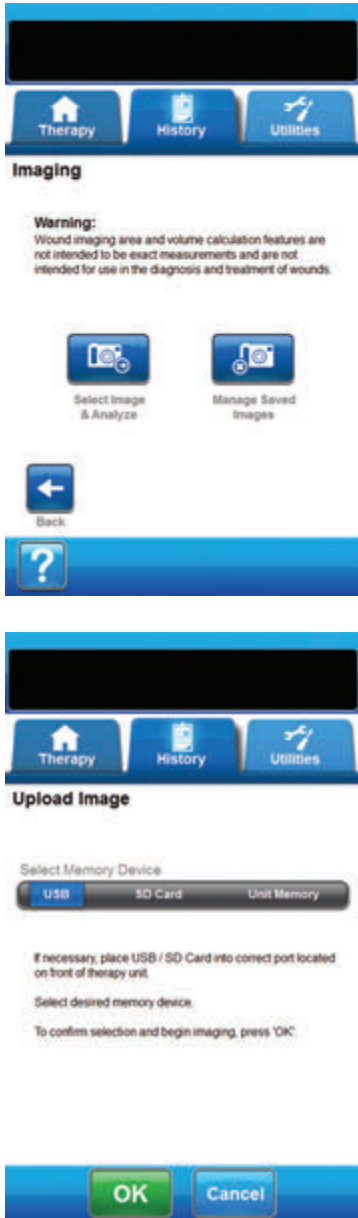 Therapy History Utilities
Imaging
Warning:
Wound imaging area and volume calculation features are
not intended to be exact measurements and are not
intended for use in the diagnosis and treatment of wounds.
Select Image
& Analyze
Manage Saved
Images
Back
?
Therapy History Utilities
Upload Image
Select Memory Device
USB SD Card Unit Memory
If necessary, place USB / SD Card into correct port located
on front of therapy unit
Select desired memory device.
To confirm selection and begin imaging, press 'OK'.
OK Cancel